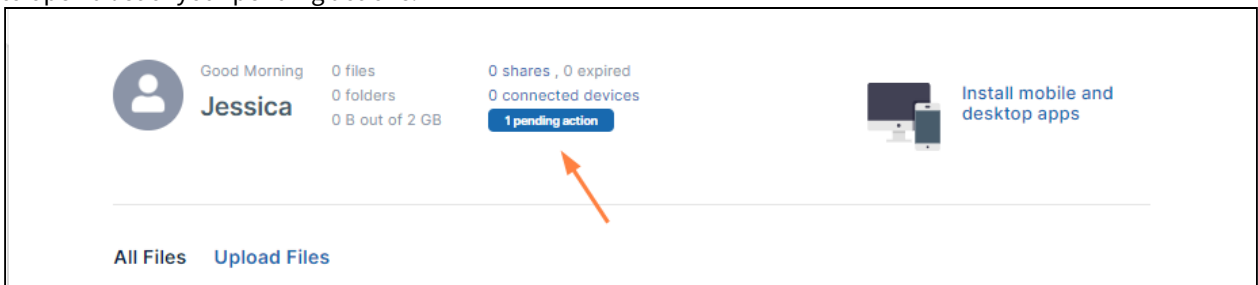 Good Morning
Jessica
0 files
0 folders
0 B out of 2 GB
0 shares , 0 expired
0 connected devices
1 pending action
Install mobile and
desktop apps
All Files Upload Files